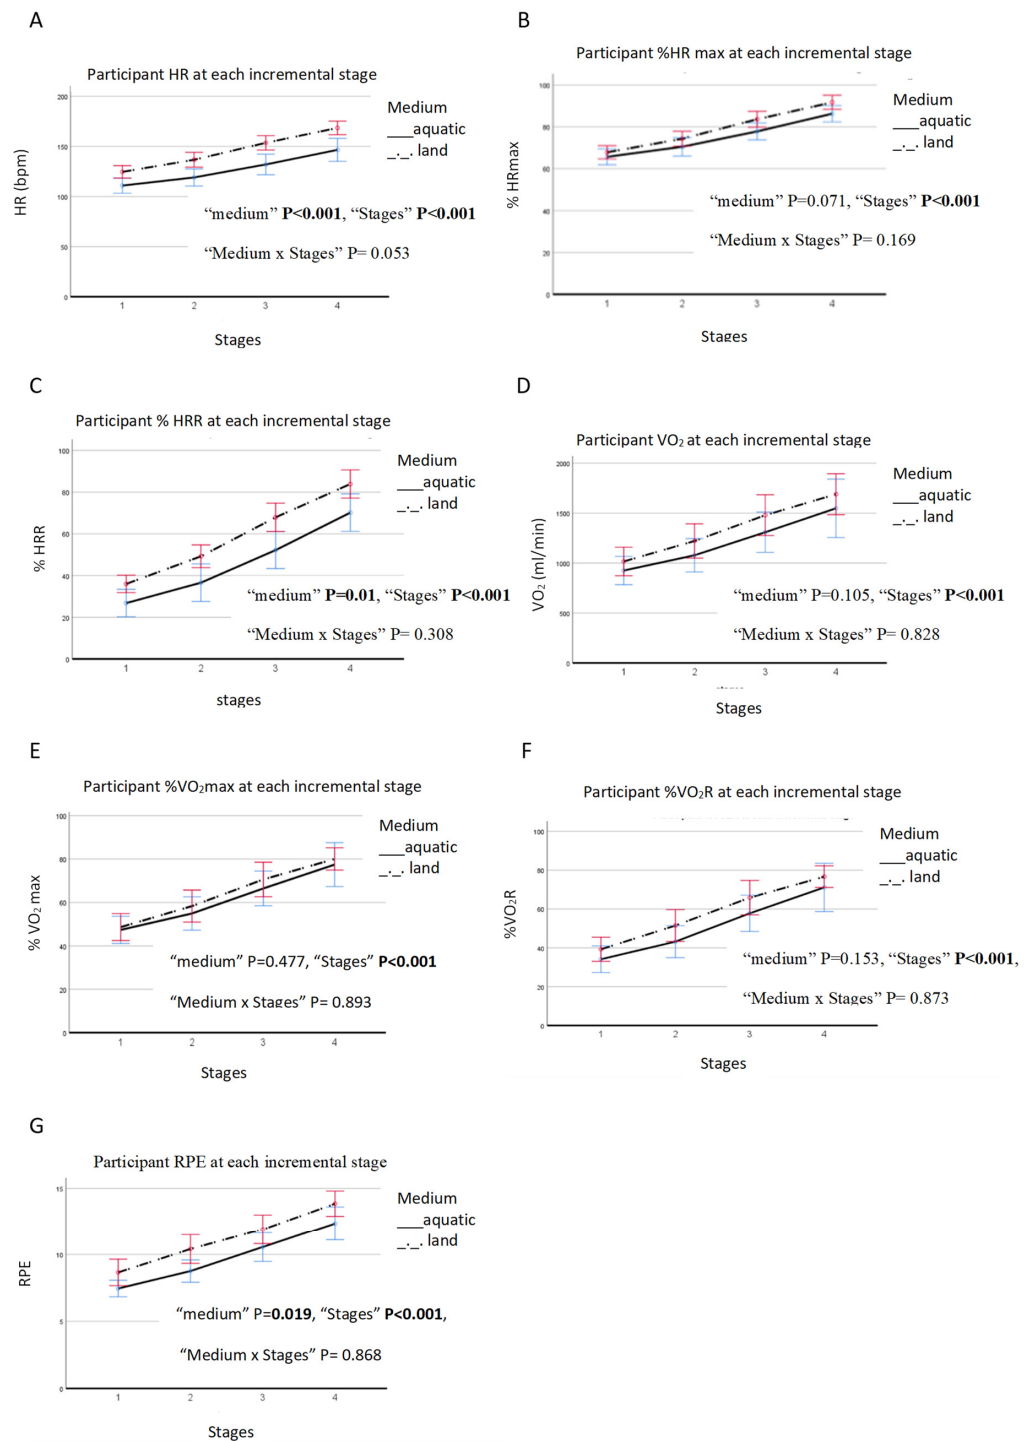 A
Participant HR at each incremental stage
HR (bpm)
200
150
100
50
0
1 2 3 4
Stages
Medium
___aquatic
_._. land
“medium” P<0.001, “Stages” P<0.001
“Medium x Stages” P= 0.053
B
Participant %HR max at each incremental stage
% HRmax
100
80
60
40
20
0
1 2 3 4
Stages
Medium
___aquatic
_._. land
“medium” P=0.071, “Stages” P<0.001
“Medium x Stages” P= 0.169
C
Participant % HRR at each incremental stage
% HRR
100
80
60
40
20
0
1 2 3 4
stages
Medium
___aquatic
_._. land
“medium” P=0.01, “Stages” P<0.001
“Medium x Stages” P= 0.308
D
Participant VO2 at each incremental stage
VO2 (ml/min)
2000
1500
1000
500
0
1 2 3 4
Stages
Medium
___aquatic
_._. land
“medium” P=0.105, “Stages” P<0.001
“Medium x Stages” P= 0.828
E
Participant %VO2max at each incremental stage
% VO2 max
100
80
60
40
20
0
1 2 3 4
Stages
Medium
___aquatic
_._. land
“medium” P=0.477, “Stages” P<0.001
“Medium x Stages” P= 0.893
F
Participant %VO2R at each incremental stage
%VO2R
100
80
60
40
20
0
1 2 3 4
Stages
Medium
___aquatic
_._. land
“medium” P=0.153, “Stages” P<0.001,
“Medium x Stages” P= 0.873
G
Participant RPE at each incremental stage
RPE
15
10
5
0
1 2 3 4
Stages
Medium
___aquatic
_._. land
“medium” P=0.019, “Stages” P<0.001,
“Medium x Stages” P= 0.868